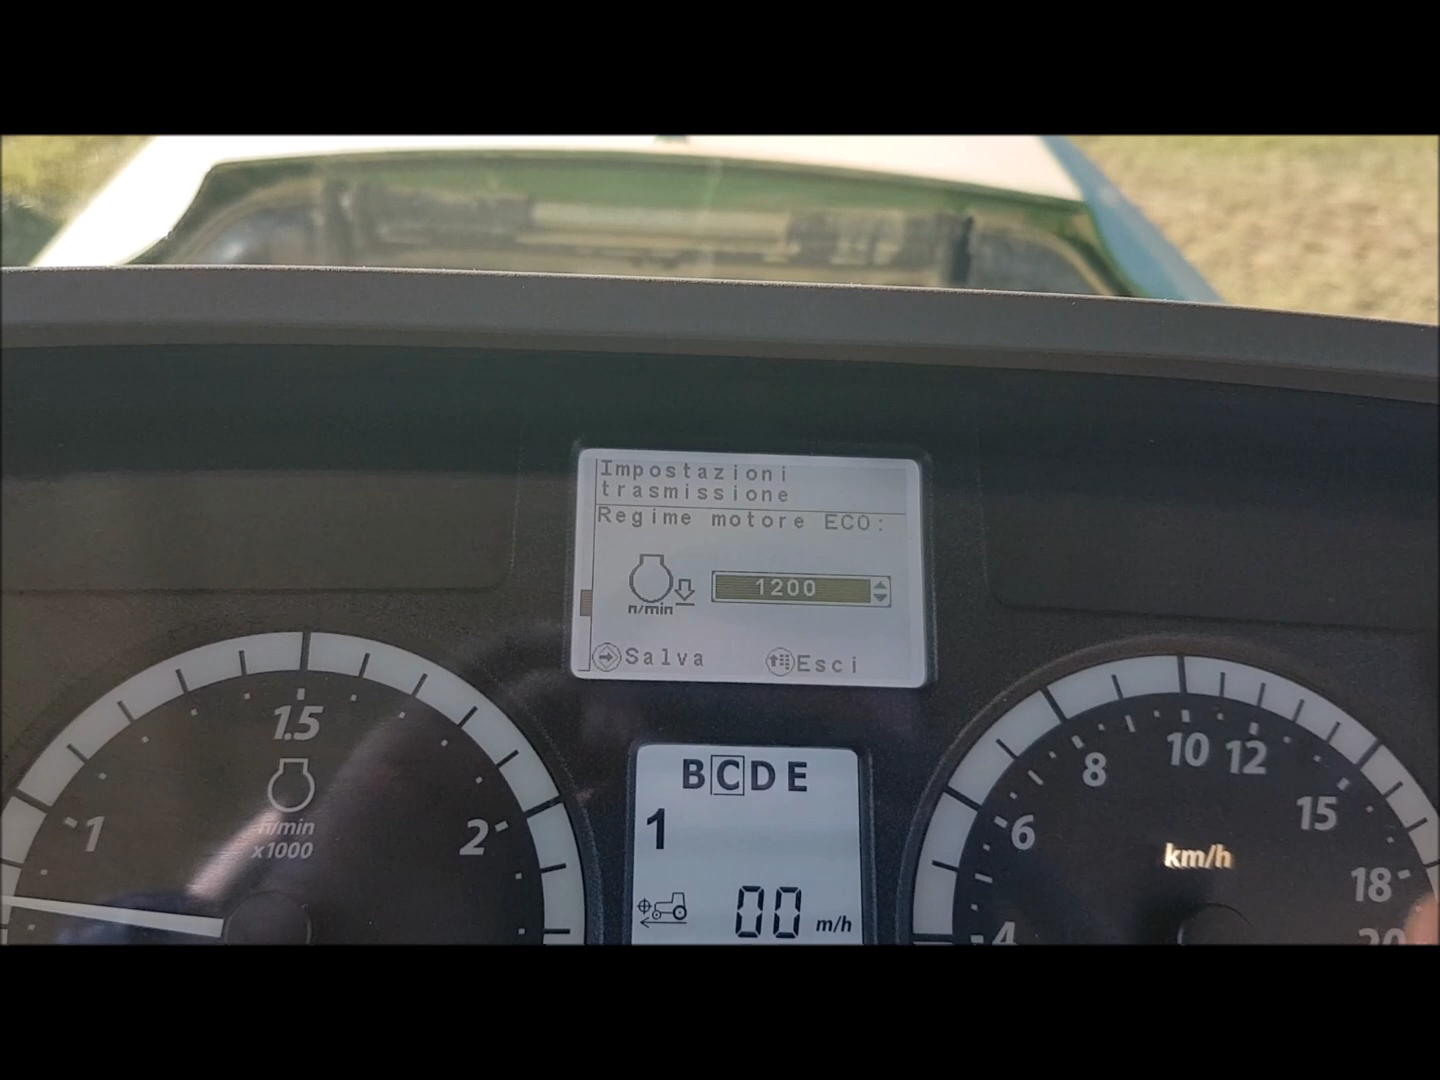 Impostazioni
trasmissione
Regime motore ECO:
n/min
1200
Salva
Esci
1
1.5
2
n/min
x1000
BCDE
1
00 m/h
4
6
8
10
12
15
18
20
km/h